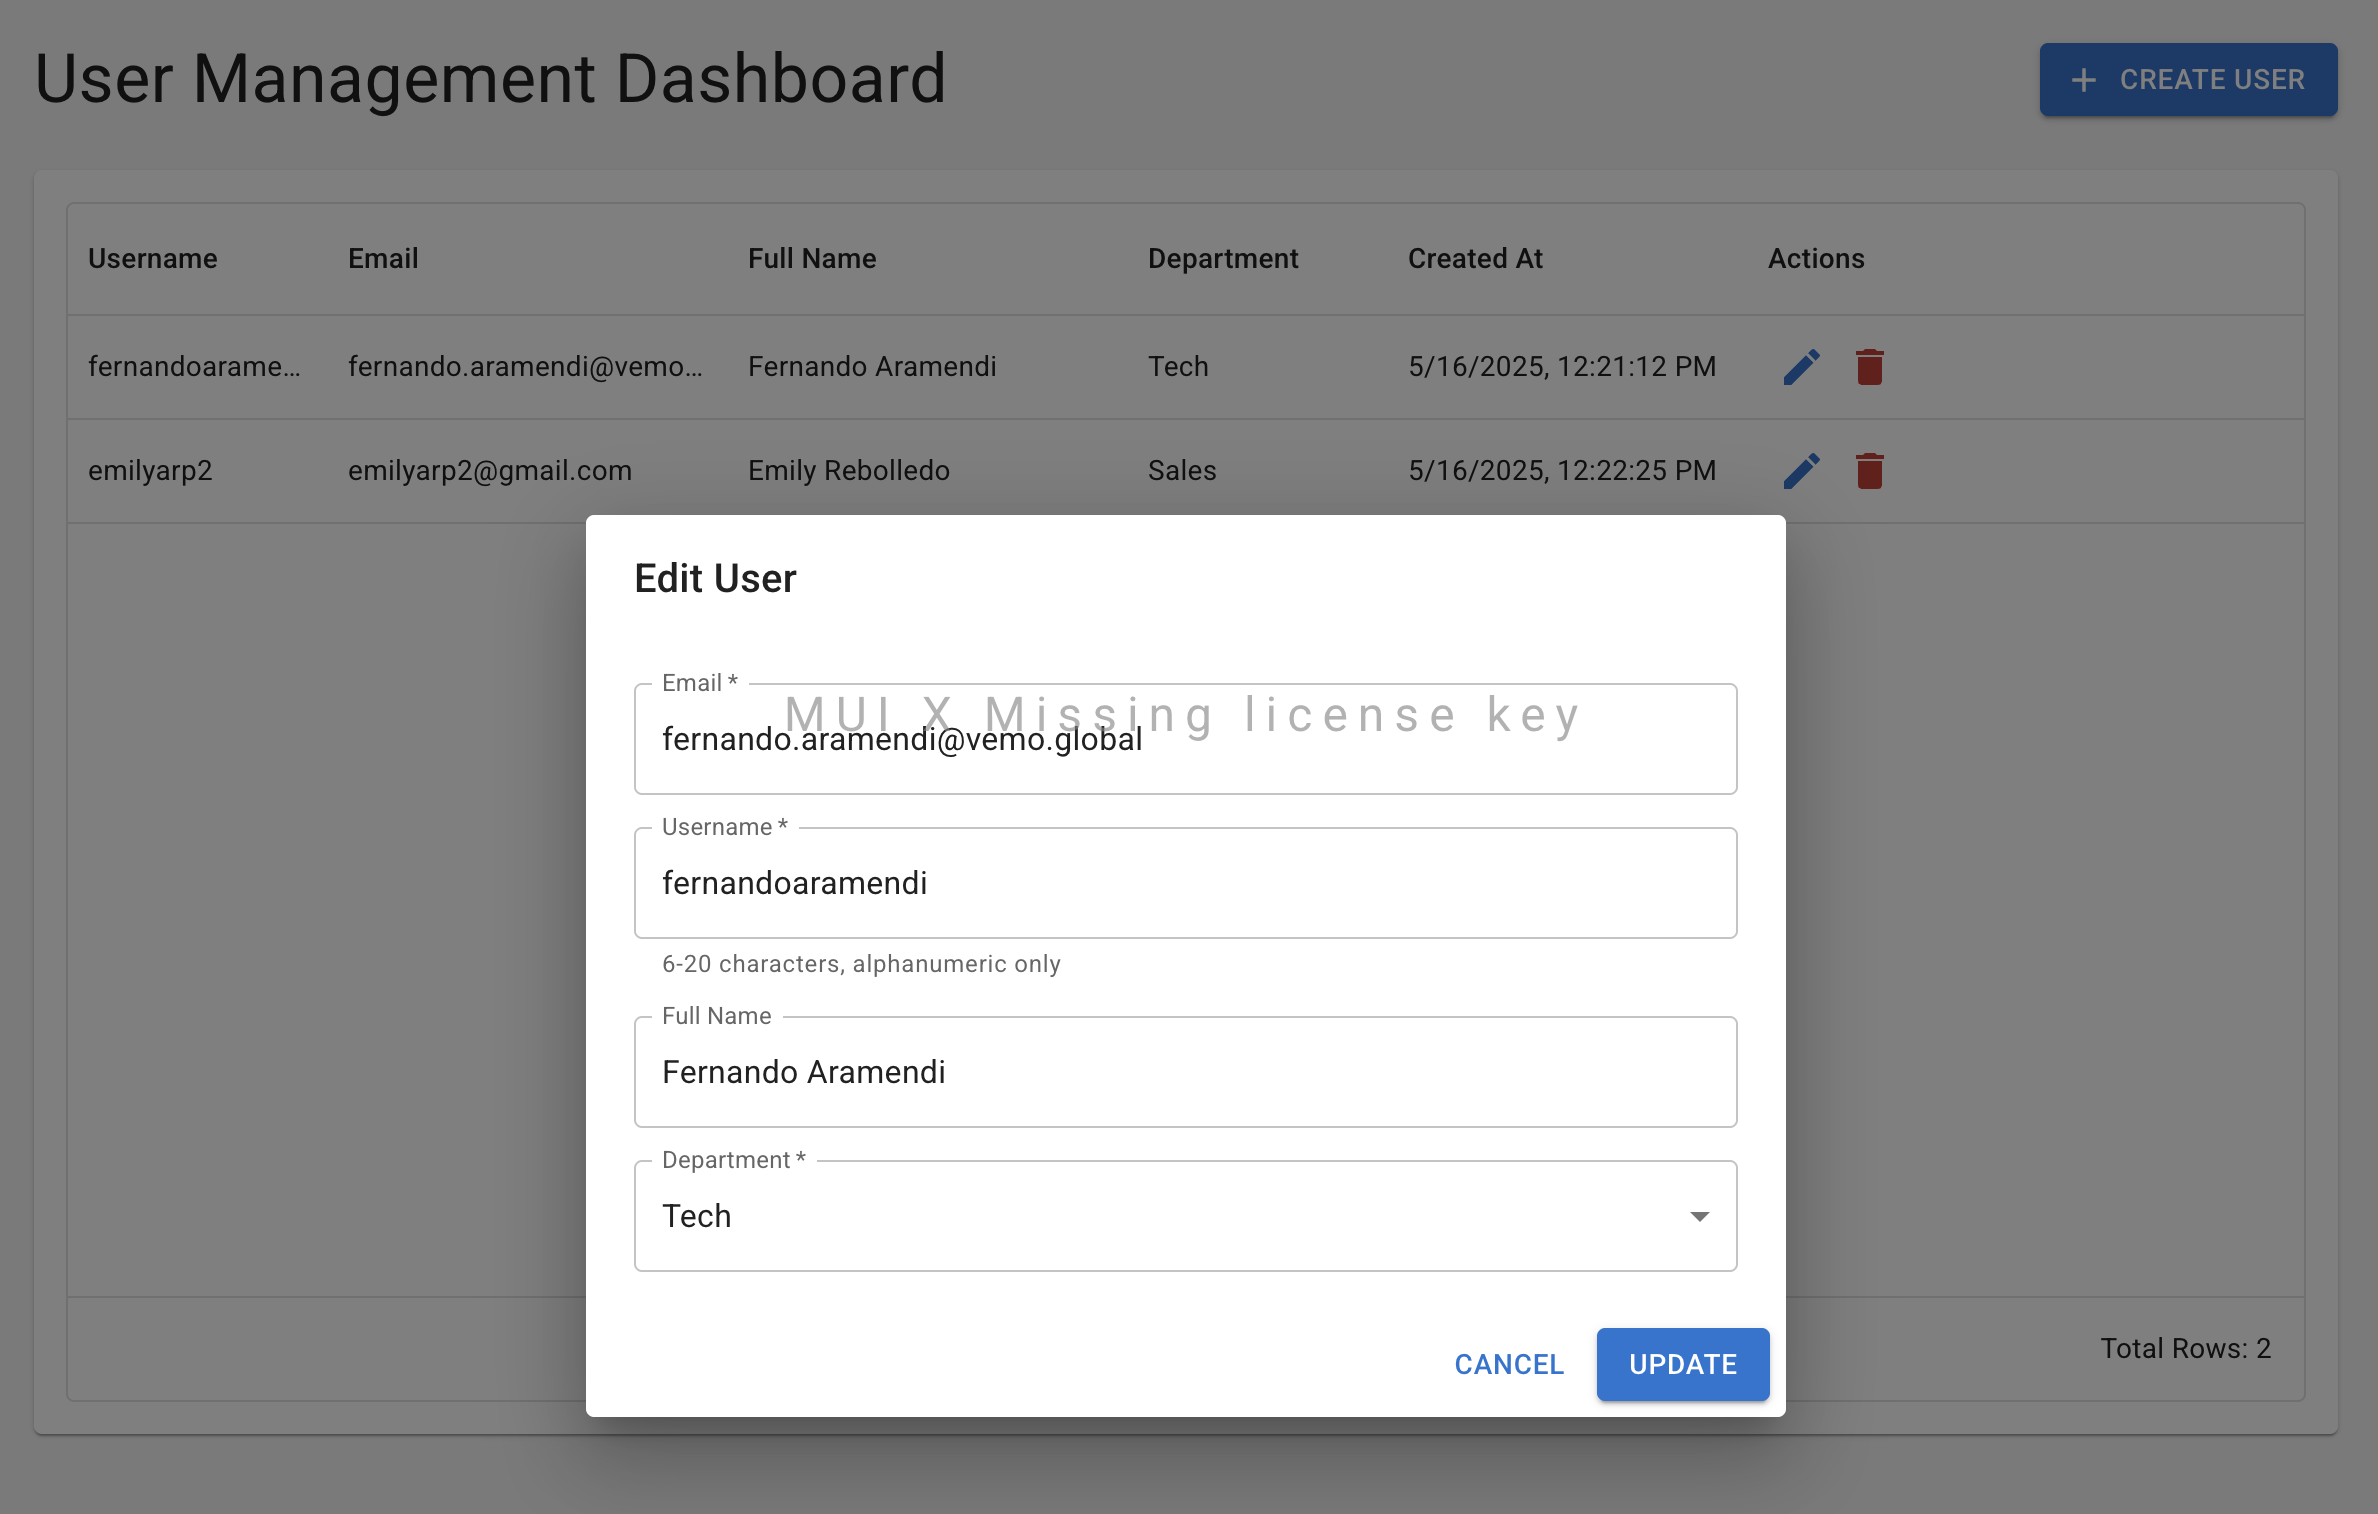 User Management Dashboard
CREATE USER
Username Email Full Name Department Created At Actions
fernandoarame... fernando.aramendi@vemo... Fernando Aramendi Tech 5/16/2025, 12:21:12 PM
emilyarp2 emilyarp2@gmail.com Emily Rebolledo Sales 5/16/2025, 12:22:25 PM
Edit User
Email *
MUI X Missing license key
fernando.aramendi@vemo.global
Username *
fernandoaramendi
6-20 characters, alphanumeric only
Full Name
Fernando Aramendi
Department *
Tech
CANCEL UPDATE
Total Rows: 2